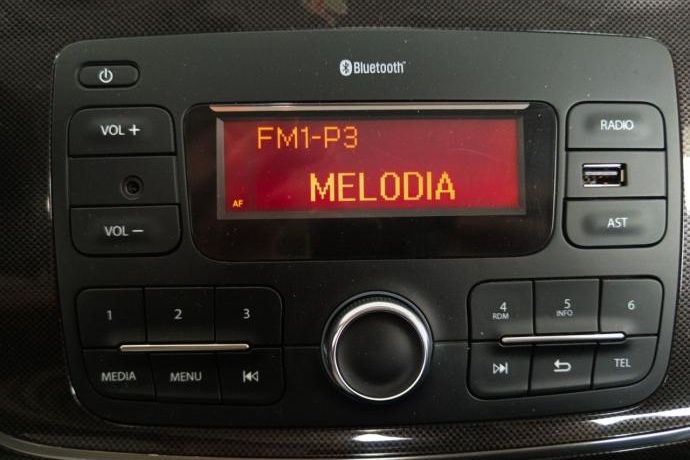 Bluetooth
VOL +
FM1-P3
RADIO
MELODIA
AF
VOL −
AST
1 2 3
4 RDM 5 INFO 6
MEDIA MENU
TEL